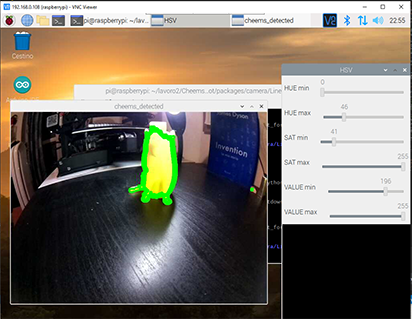 192.168.0.108 (raspberrypi) - VNC Viewer
pi@raspberrypi: ~/lavo...
HSV
cheems_detected
22:55
Cestino
pi@raspberrypi: ~/lavoro2/Cheems...ot/packages/camera/Line
cheems_detected
James Dyson
Invention
HSV
HUE min
0
HUE max
46
SAT min
41
SAT max
255
VALUE min
196
VALUE max
255